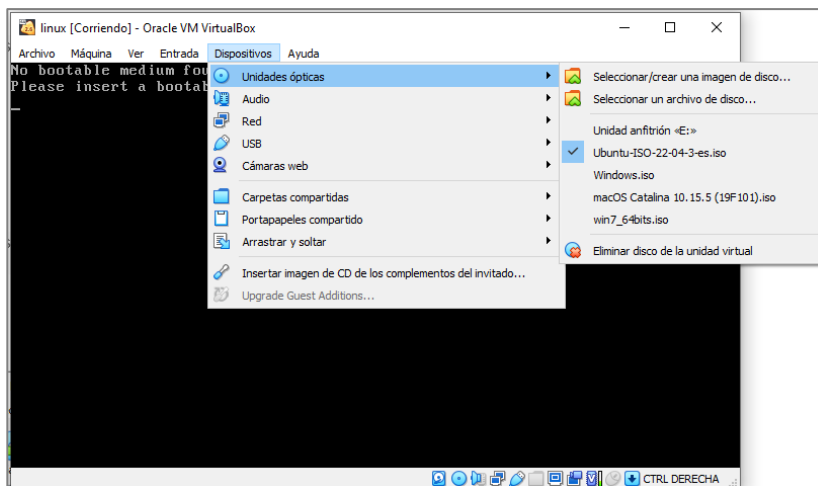 linux [Corriendo] - Oracle VM VirtualBox
Archivo Máquina Ver Entrada Dispositivos Ayuda
No bootable medium fou
Please insert a bootab
Unidades ópticas
Audio
Red
USB
Cámaras web
Carpetas compartidas
Portapapeles compartido
Arrastrar y soltar
Insertar imagen de CD de los complementos del invitado...
Upgrade Guest Additions...
Seleccionar/crear una imagen de disco...
Seleccionar un archivo de disco...
Unidad anfitrión «E:»
Ubuntu-ISO-22-04-3-es.iso
Windows.iso
macOS Catalina 10.15.5 (19F101).iso
win7_64bits.iso
Eliminar disco de la unidad virtual
CTRL DERECHA